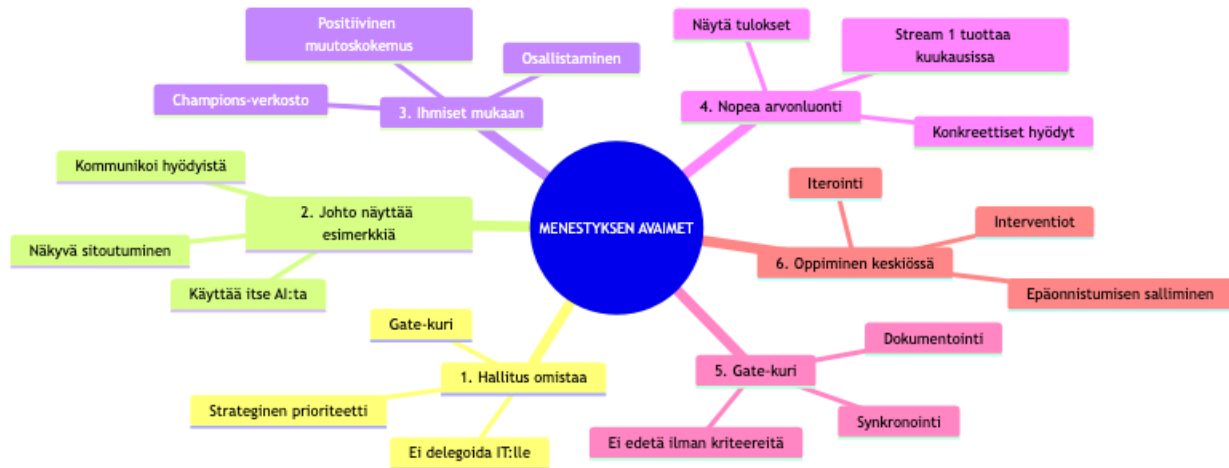 MENESTYKSEN AVAIMET
1. Hallitus omistaa
Gate-kuri
Strateginen prioriteetti
Ei delegoida IT:lle
2. Johto näyttää
esimerkkiä
Kommunikoi hyödyistä
Näkyvä sitoutuminen
Käyttää itse AI:ta
3. Ihmiset mukaan
Positiivinen
muutoskokemus
Osallistaminen
Champions-verkosto
4. Nopea arvonluonti
Näytä tulokset
Stream 1 tuottaa
kuukausissa
Konkreettiset hyödyt
5. Gate-kuri
Dokumentointi
Synkronointi
Ei edetä ilman kriteereitä
6. Oppiminen keskiössä
Iterointi
Interventiot
Epäonnistumisen salliminen